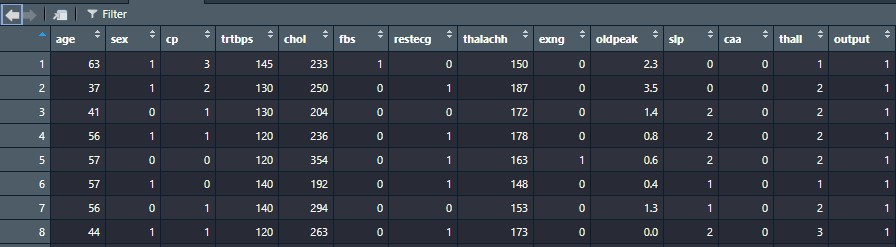 Filter
age sex cp trtbps chol fbs restecg thalachh exng oldpeak slp caa thall output
1 63 1 3 145 233 1 0 150 0 2.3 0 0 1 1
2 37 1 2 130 250 0 1 187 0 3.5 0 0 2 1
3 41 0 1 130 204 0 0 172 0 1.4 2 0 2 1
4 56 1 1 120 236 0 1 178 0 0.8 2 0 2 1
5 57 0 0 120 354 0 1 163 1 0.6 2 0 2 1
6 57 1 0 140 192 0 1 148 0 0.4 1 0 1 1
7 56 0 1 140 294 0 0 153 0 1.3 1 0 2 1
8 44 1 1 120 263 0 1 173 0 0.0 2 0 3 1